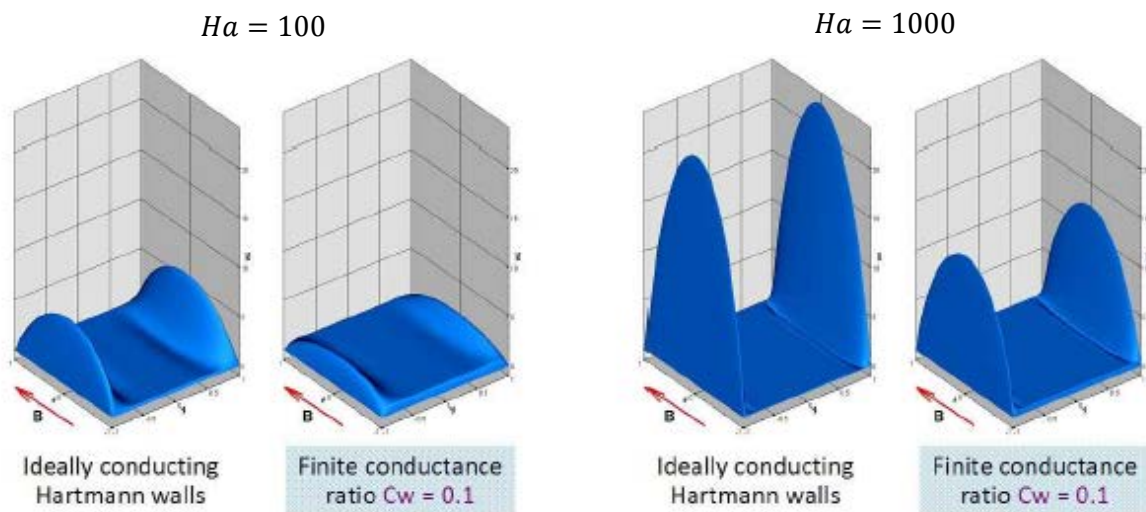 Ha = 100
Ha = 1000
B
B
B
B
Ideally conducting
Hartmann walls
Finite conductance
ratio Cw = 0.1
Ideally conducting
Hartmann walls
Finite conductance
ratio Cw = 0.1